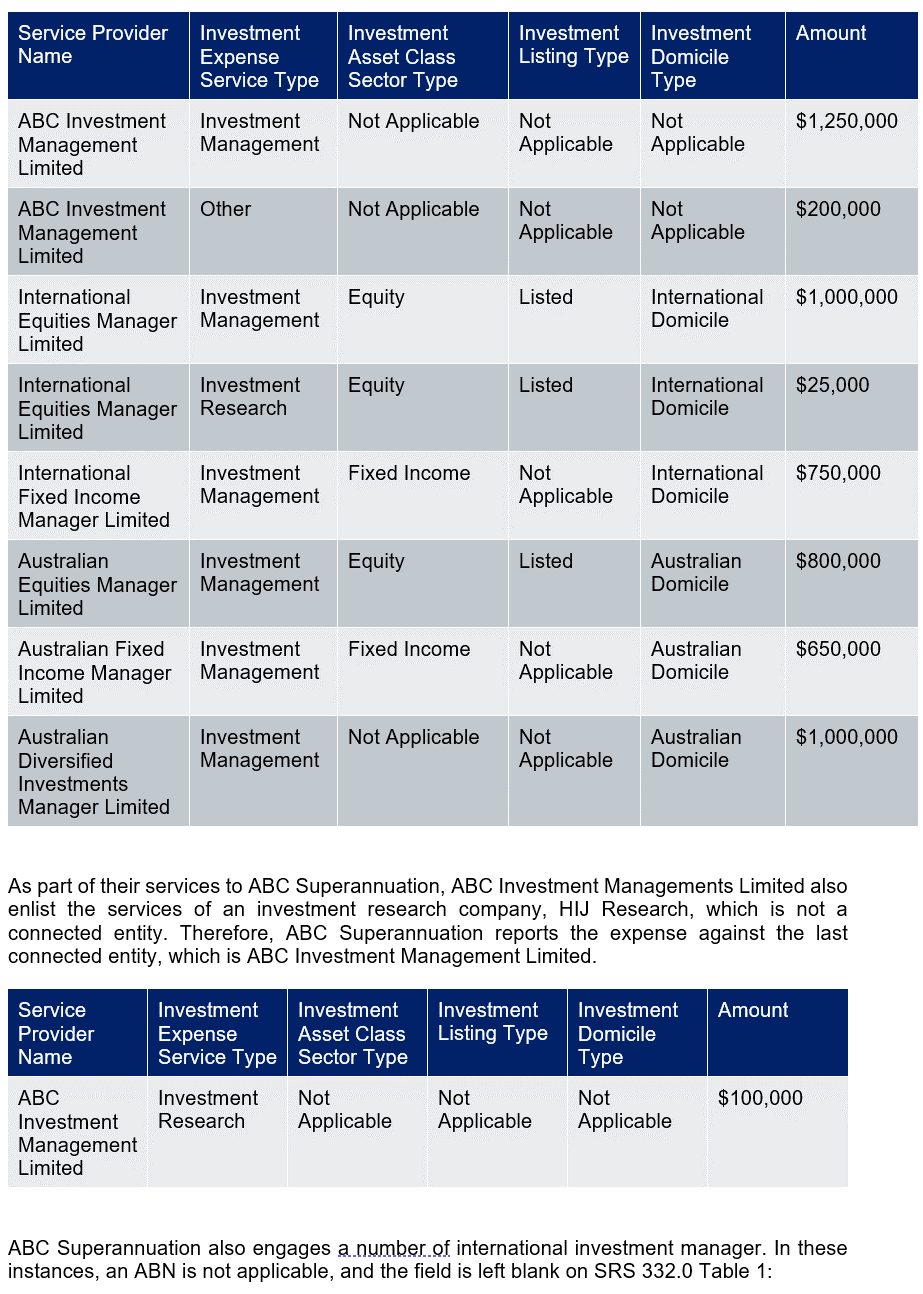 Service Provider Name | Investment Expense Service Type | Investment Asset Class Sector Type | Investment Listing Type | Investment Domicile Type | Amount
ABC Investment Management Limited | Investment Management | Not Applicable | Not Applicable | Not Applicable | $1,250,000
ABC Investment Management Limited | Other | Not Applicable | Not Applicable | Not Applicable | $200,000
International Equities Manager Limited | Investment Management | Equity | Listed | International Domicile | $1,000,000
International Equities Manager Limited | Investment Research | Equity | Listed | International Domicile | $25,000
International Fixed Income Manager Limited | Investment Management | Fixed Income | Not Applicable | International Domicile | $750,000
Australian Equities Manager Limited | Investment Management | Equity | Listed | Australian Domicile | $800,000
Australian Fixed Income Manager Limited | Investment Management | Fixed Income | Not Applicable | Australian Domicile | $650,000
Australian Diversified Investments Manager Limited | Investment Management | Not Applicable | Not Applicable | Australian Domicile | $1,000,000
As part of their services to ABC Superannuation, ABC Investment Managements Limited also
enlist the services of an investment research company, HIJ Research, which is not a
connected entity. Therefore, ABC Superannuation reports the expense against the last
connected entity, which is ABC Investment Management Limited.
Service Provider Name | Investment Expense Service Type | Investment Asset Class Sector Type | Investment Listing Type | Investment Domicile Type | Amount
ABC Investment Management Limited | Investment Research | Not Applicable | Not Applicable | Not Applicable | $100,000
ABC Superannuation also engages a number of international investment manager. In these
instances, an ABN is not applicable, and the field is left blank on SRS 332.0 Table 1: